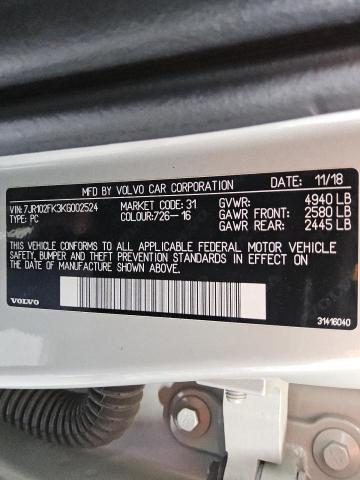 MFD BY VOLVO CAR CORPORATION 11/18
VIN:7JR102FK3KG002524 MARKET CODE: 31 GVWR: 4940 LB
TYPE: PC COLOUR:726-16 GAWR FRONT: 2580 LB
GAWR REAR: 2445 LB
THIS VEHICLE CONFORMS TO ALL APPLICABLE FEDERAL MOTOR VEHICLE
SAFETY, BUMPER AND THEFT PREVENTION STANDARDS IN EFFECT ON
THE DATE OF MANUFACTURE SHOWN ABOVE.
VOLVO
31416040